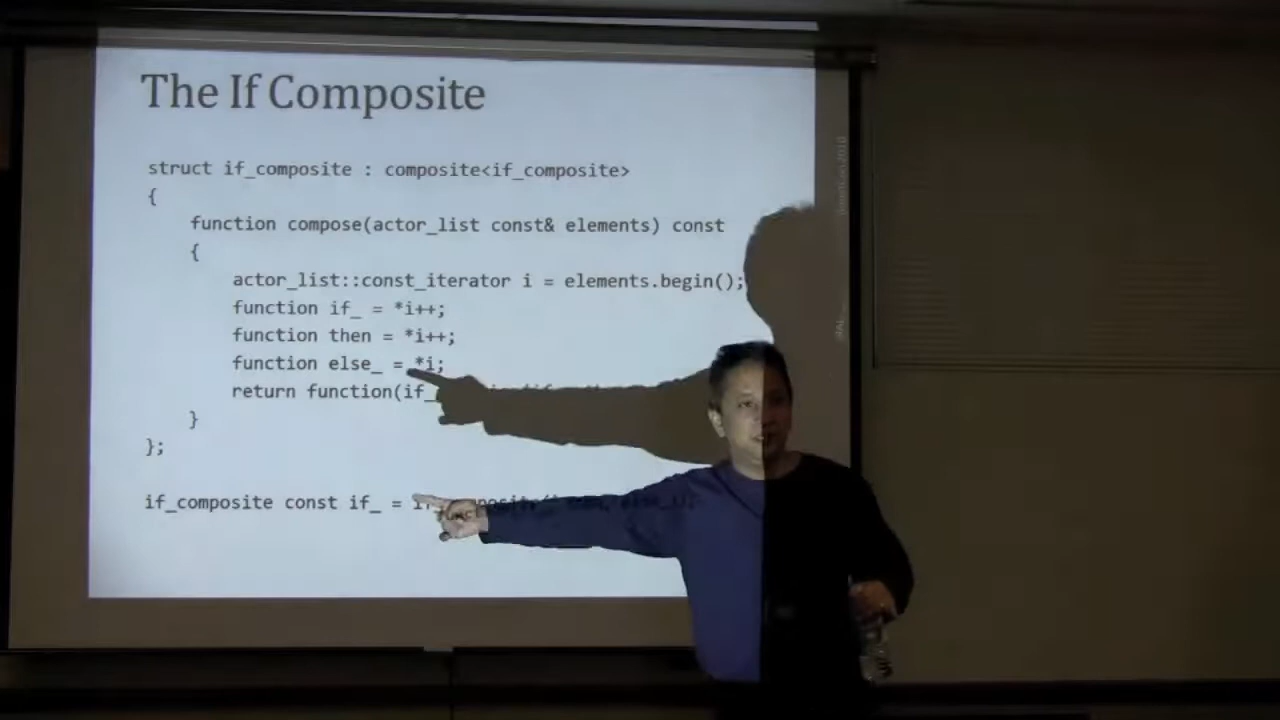 The If Composite
struct if_composite : composite<if_composite>
{
function compose(actor_list const& elements) const
{
actor_list::const_iterator i = elements.begin();
function if_ = *i++;
function then = *i++;
function else_ = *i;
return function(if_
}
};
if_composite const if_ =